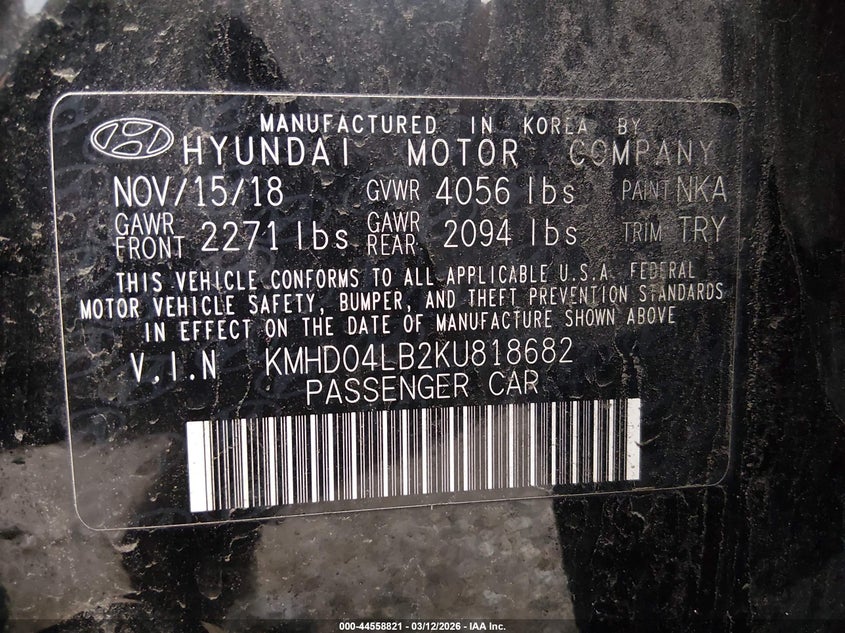 MANUFACTURED IN KOREA BY
HYUNDAI MOTOR COMPANY
NOV/15/18 GVWR 4056 lbs PAINT NKA
GAWR FRONT 2271 lbs GAWR REAR 2094 lbs TRIM TRY
THIS VEHICLE CONFORMS TO ALL APPLICABLE U.S.A. FEDERAL
MOTOR VEHICLE SAFETY, BUMPER, AND THEFT PREVENTION STANDARDS
IN EFFECT ON THE DATE OF MANUFACTURE SHOWN ABOVE
V.I.N KMHD04LB2KU818682
PASSENGER CAR
000-44558821 - 03/12/2026 - IAA Inc.